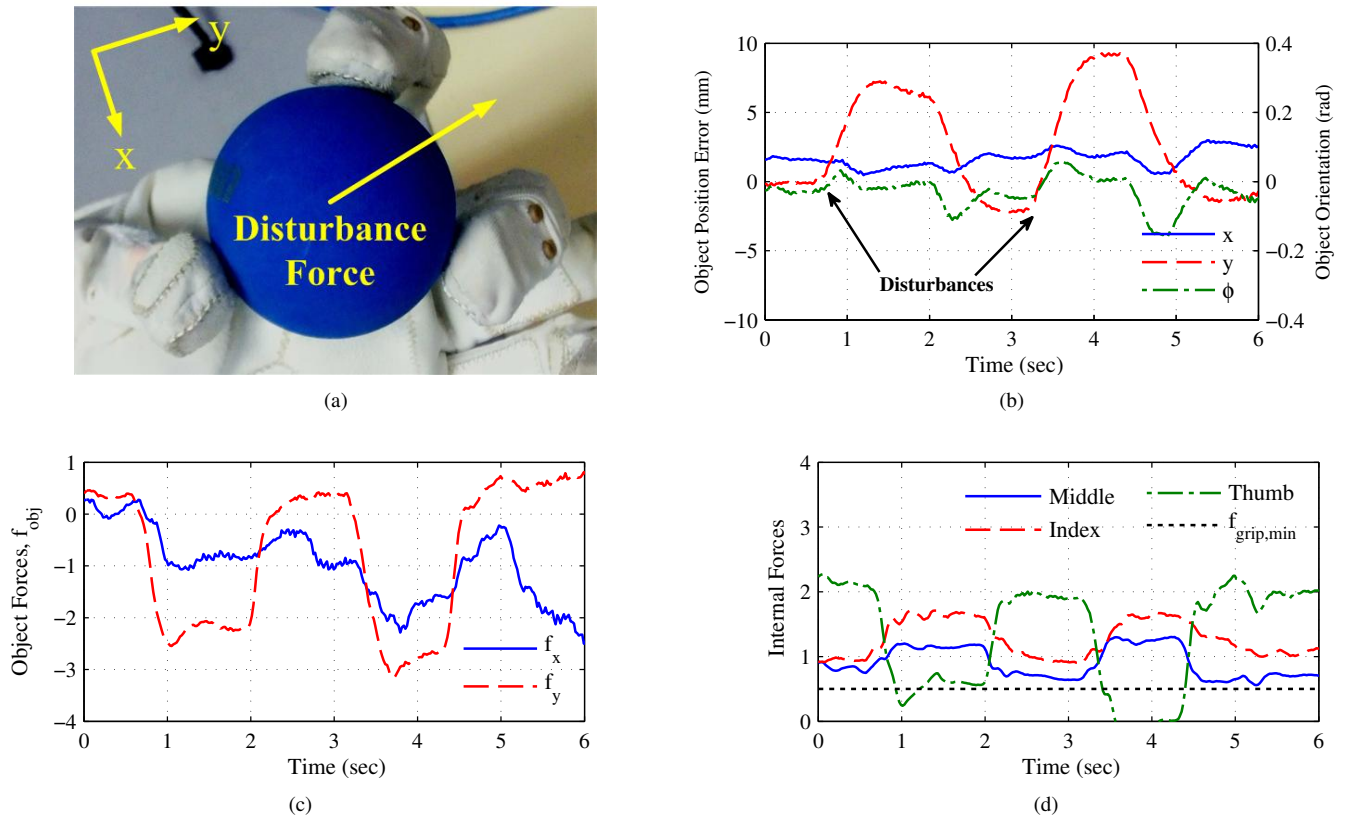 y
x
Disturbance
Force
(a)
Object Position Error (mm)
10
5
0
−5
−10
0.4
0.2
0
−0.2
−0.4
Object Orientation (rad)
Disturbances
x
y
ϕ
0 1 2 3 4 5 6
Time (sec)
(b)
Object Forces, f_obj
1
0
−1
−2
−3
−4
f_x
f_y
0 1 2 3 4 5 6
Time (sec)
(c)
Internal Forces
4
3
2
1
0
Middle
Index
Thumb
f_grip,min
0 1 2 3 4 5 6
Time (sec)
(d)